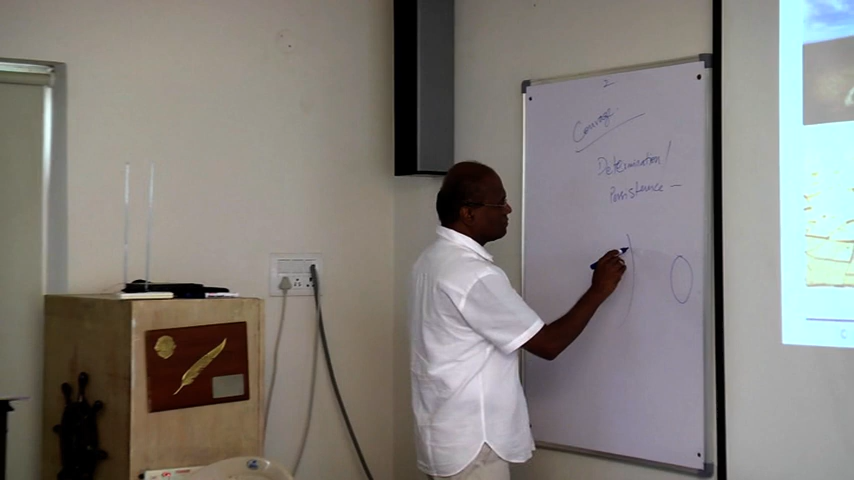 2
Courage
Determination/
Persistence -
C